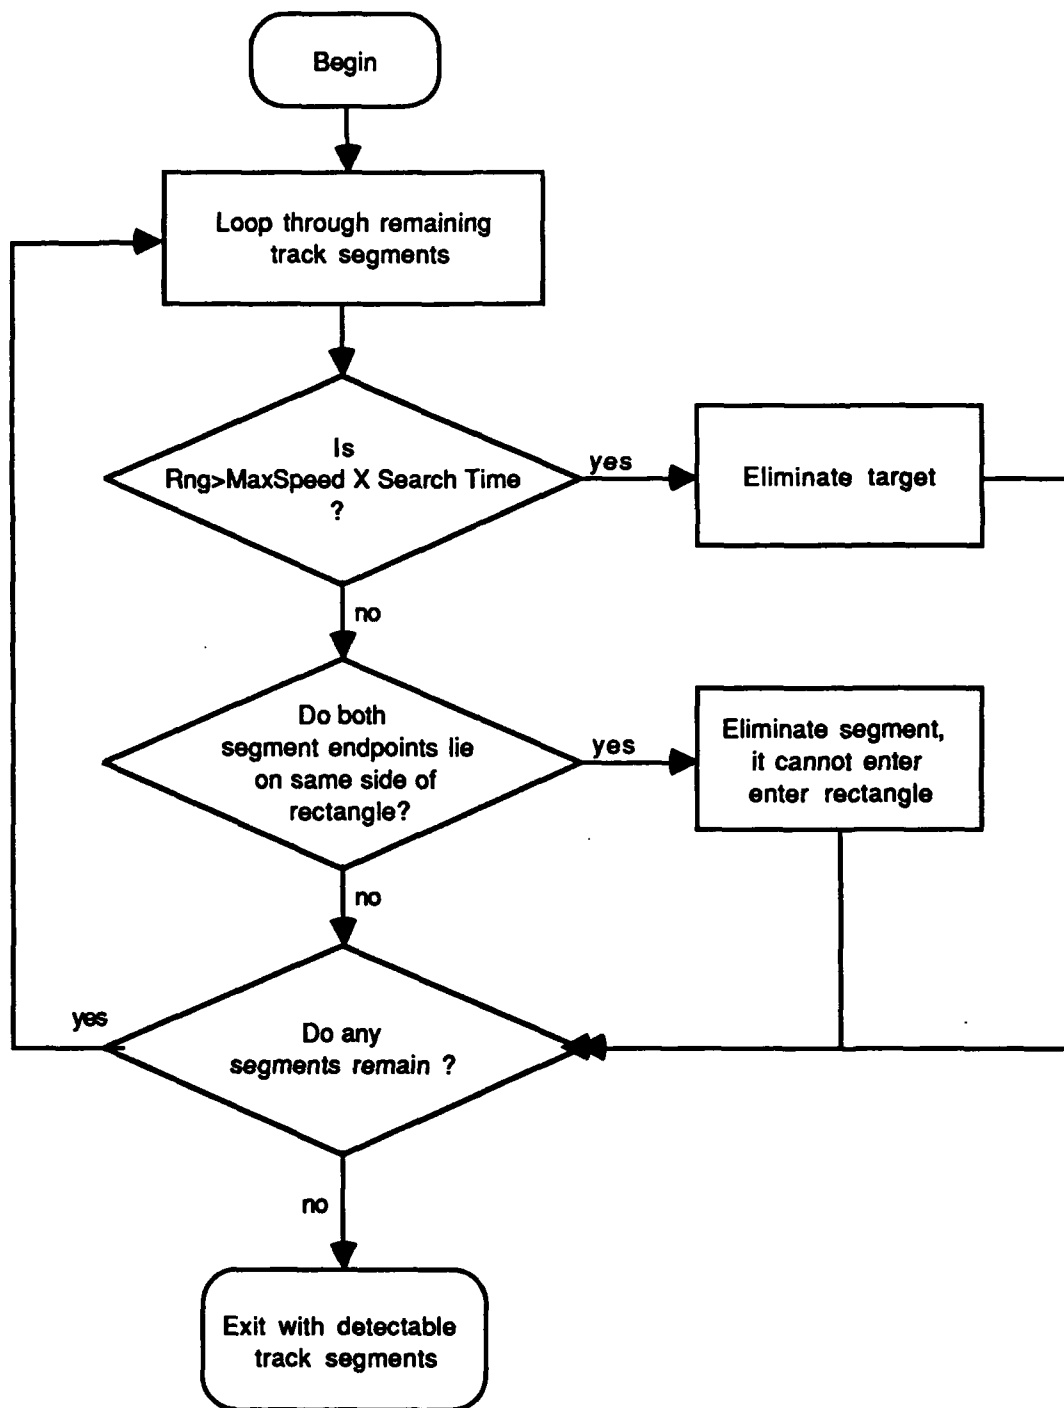 Begin
Loop through remaining
track segments
Is
Rng>MaxSpeed X Search Time
?
yes
Eliminate target
no
Do both
segment endpoints lie
on same side of
rectangle?
yes
Eliminate segment,
it cannot enter
enter rectangle
no
yes
Do any
segments remain ?
no
Exit with detectable
track segments